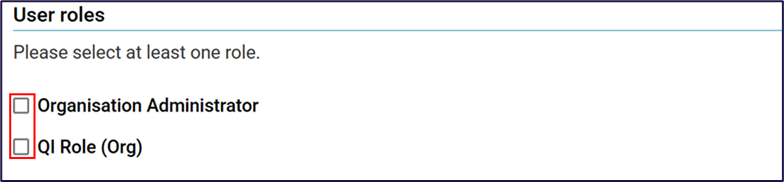 User roles
Please select at least one role.
Organisation Administrator
QI Role (Org)